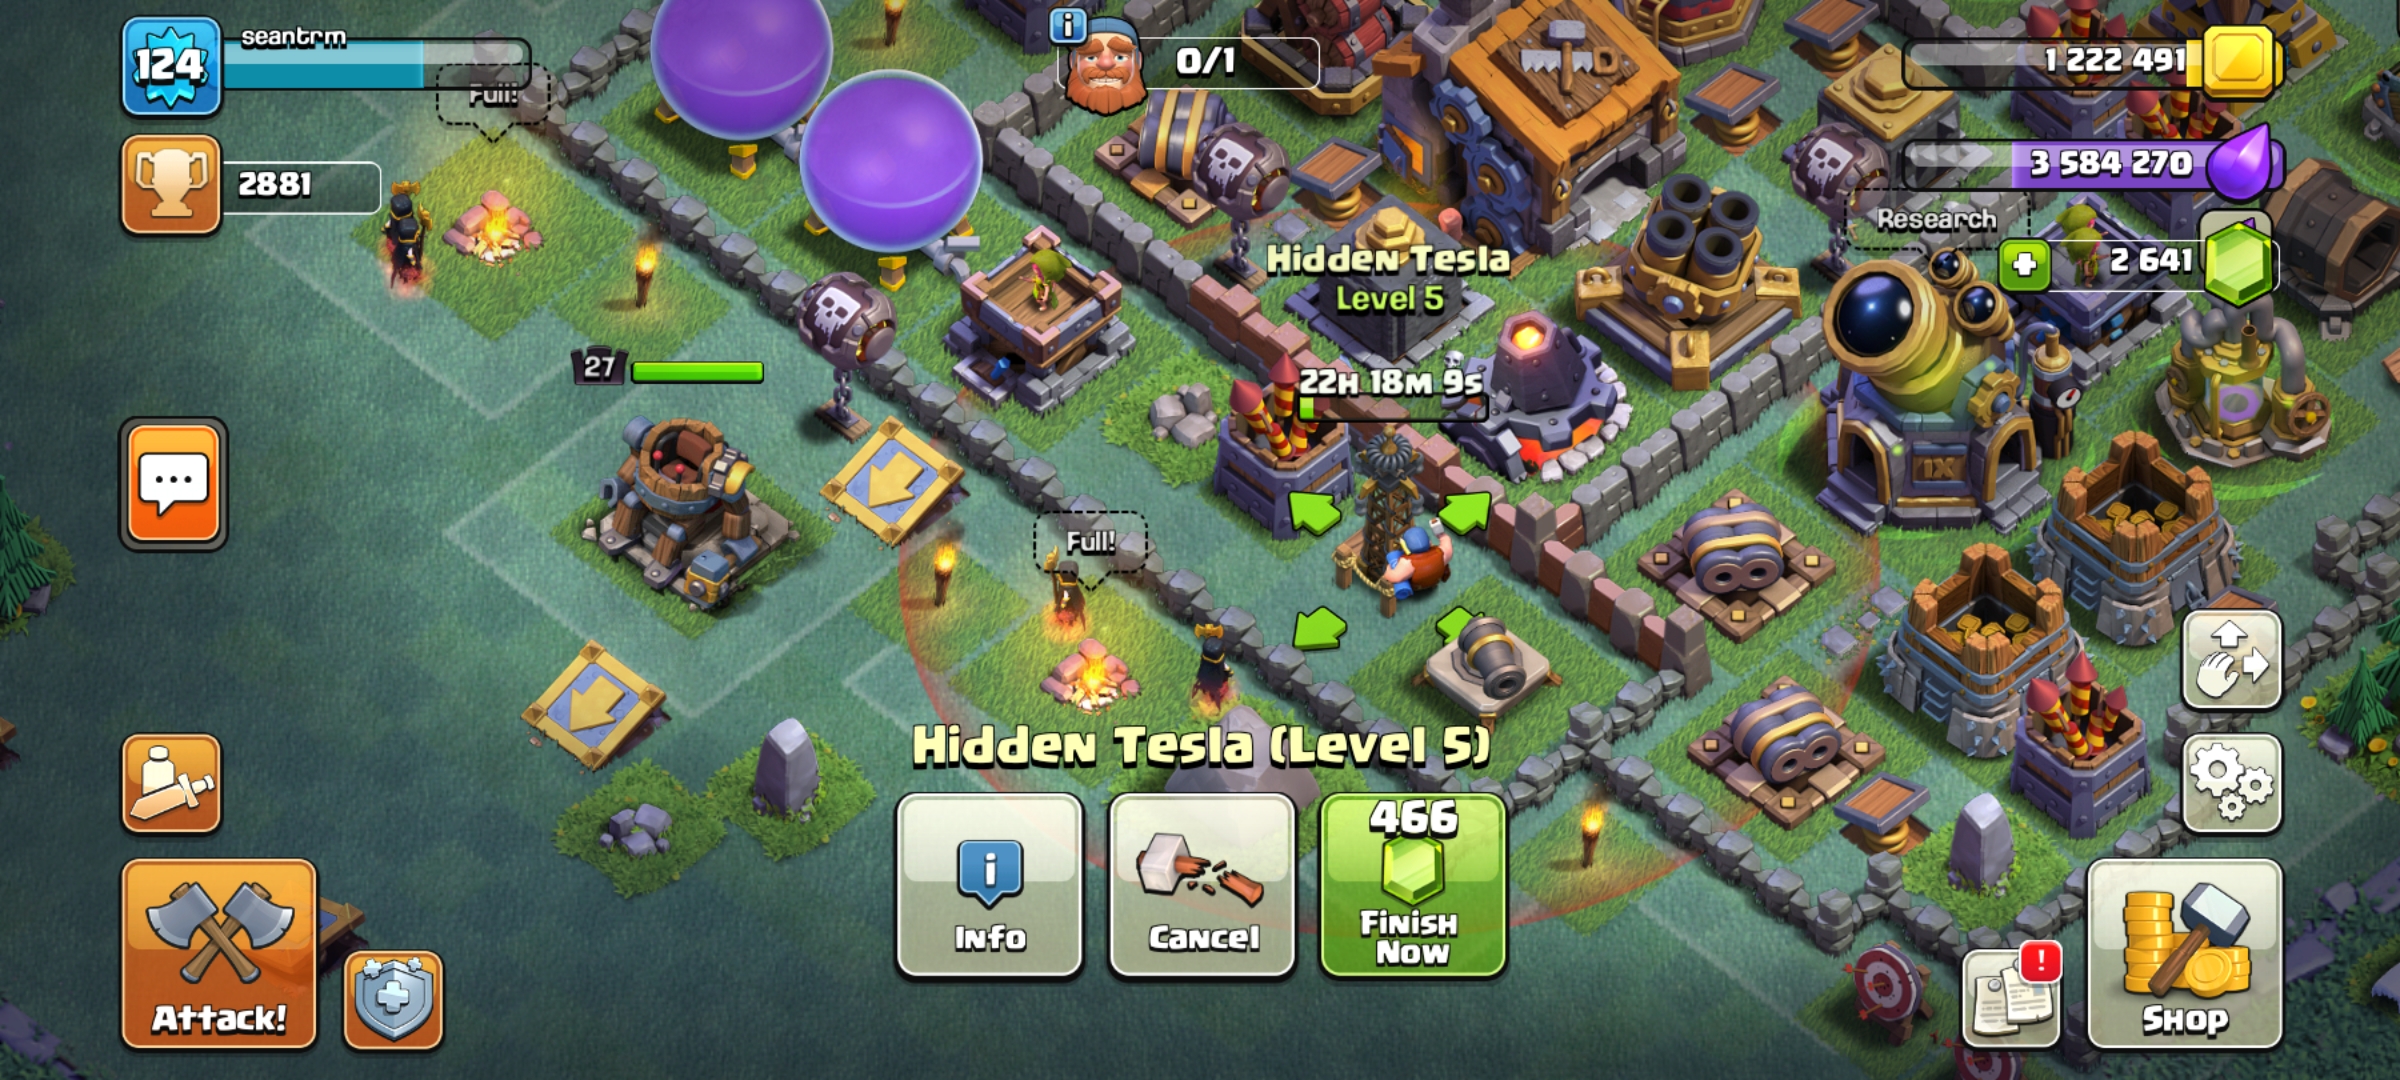 124
seantrm
Full!
2881
0/1
1 222 491
3 584 270
Research
2 641
Hidden Tesla
Level 5
27
22H 18M 9S
IX
Full!
Hidden Tesla (Level 5)
Info
Cancel
466
Finish
Now
Attack!
!
Shop